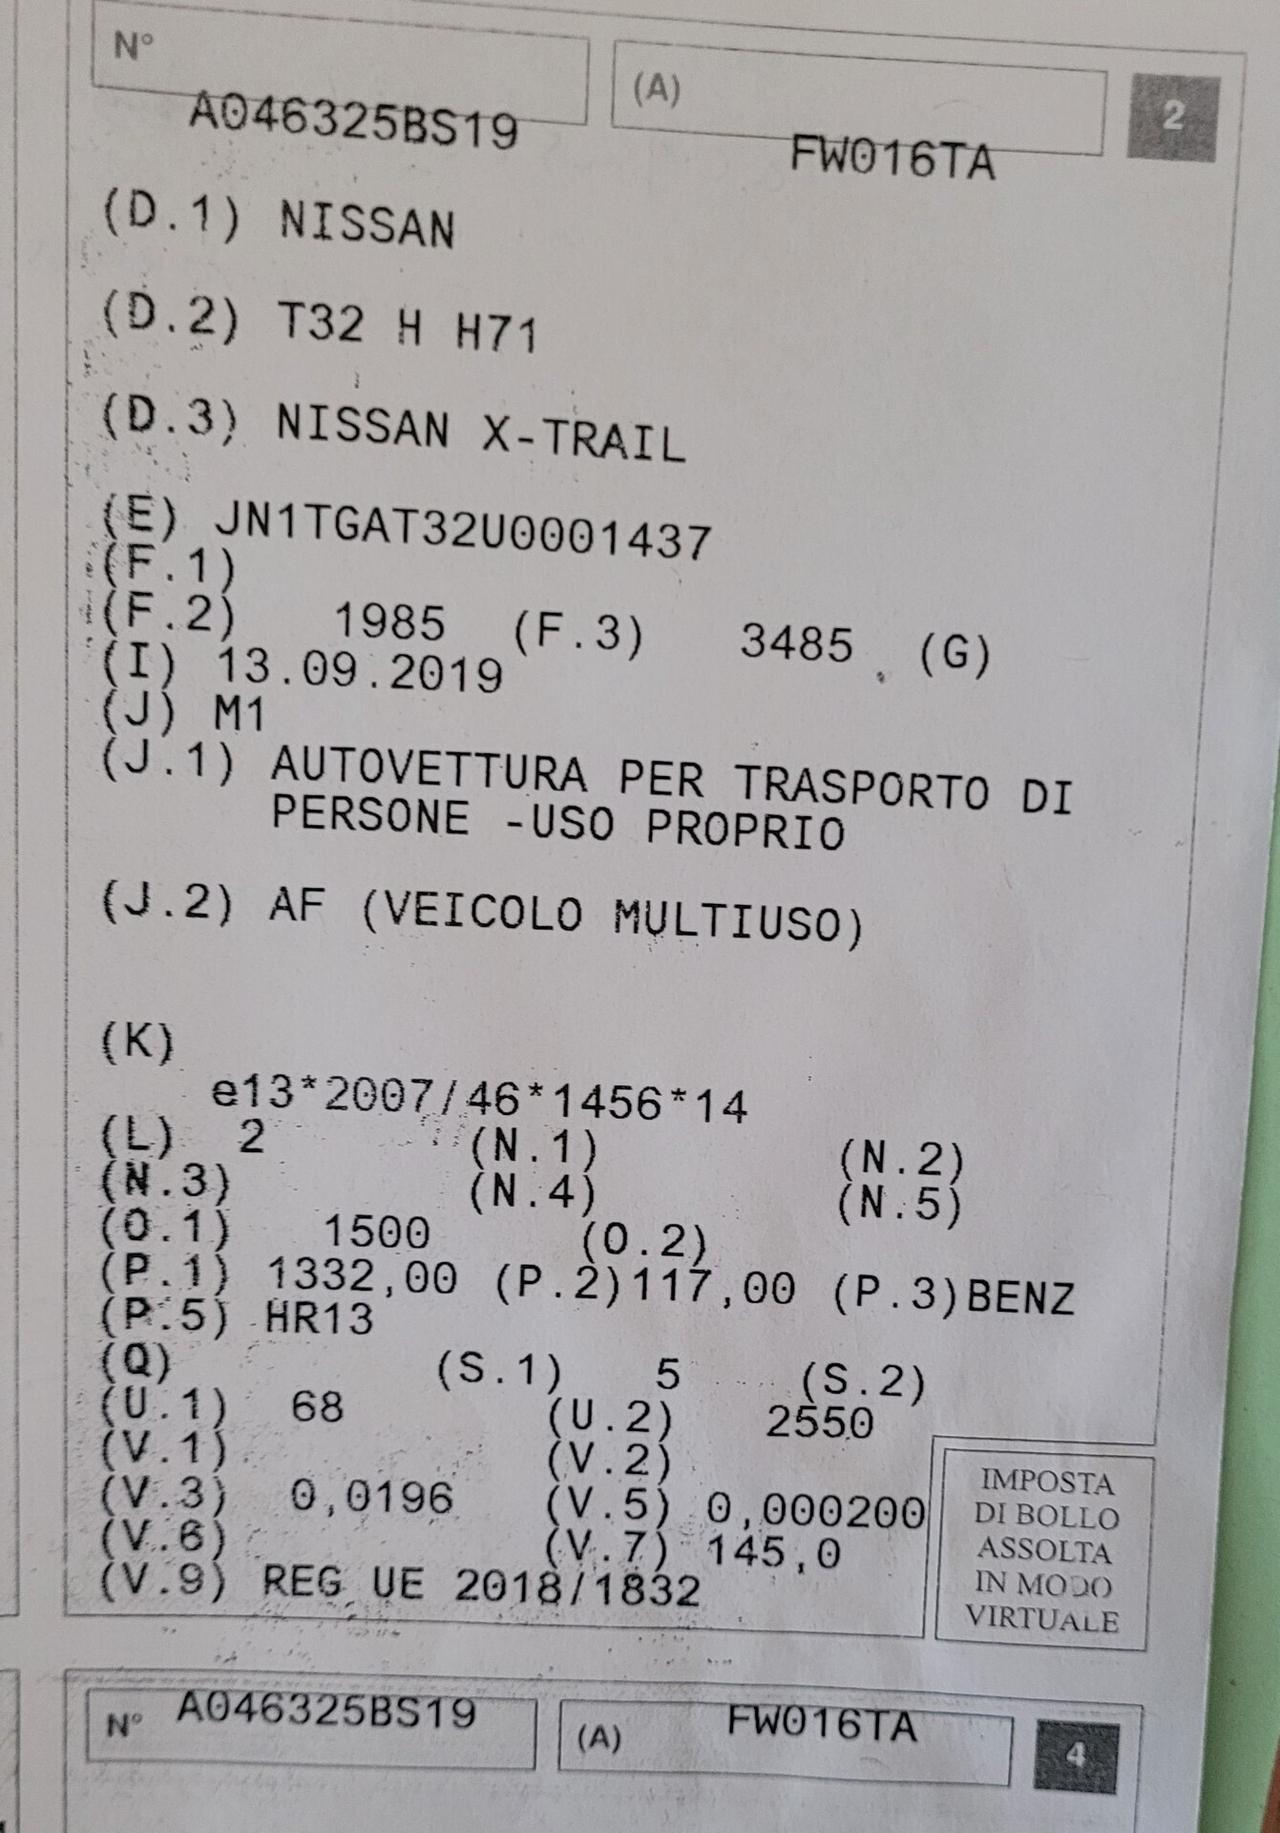 N° A046325BS19 (A) FW016TA 2
(D.1) NISSAN
(D.2) T32 H H71
(D.3) NISSAN X-TRAIL
(E) JN1TGAT32U0001437
(F.1)
(F.2) 1985 (F.3) 3485 (G)
(I) 13.09.2019
(J) M1
(J.1) AUTOVETTURA PER TRASPORTO DI
PERSONE -USO PROPRIO
(J.2) AF (VEICOLO MULTIUSO)
(K)
e13*2007/46*1456*14
(L) 2 (N.1) (N.2)
(N.3) (N.4) (N.5)
(O.1) 1500 (O.2)
(P.1) 1332,00 (P.2)117,00 (P.3)BENZ
(P.5) HR13
(Q) (S.1) 5 (S.2)
(U.1) 68 (U.2) 2550
(V.1) (V.2)
(V.3) 0,0196 (V.5) 0,000200
(V.6) (V.7) 145,0
(V.9) REG UE 2018/1832
IMPOSTA
DI BOLLO
ASSOLTA
IN MODO
VIRTUALE
N° A046325BS19 (A) FW016TA 4